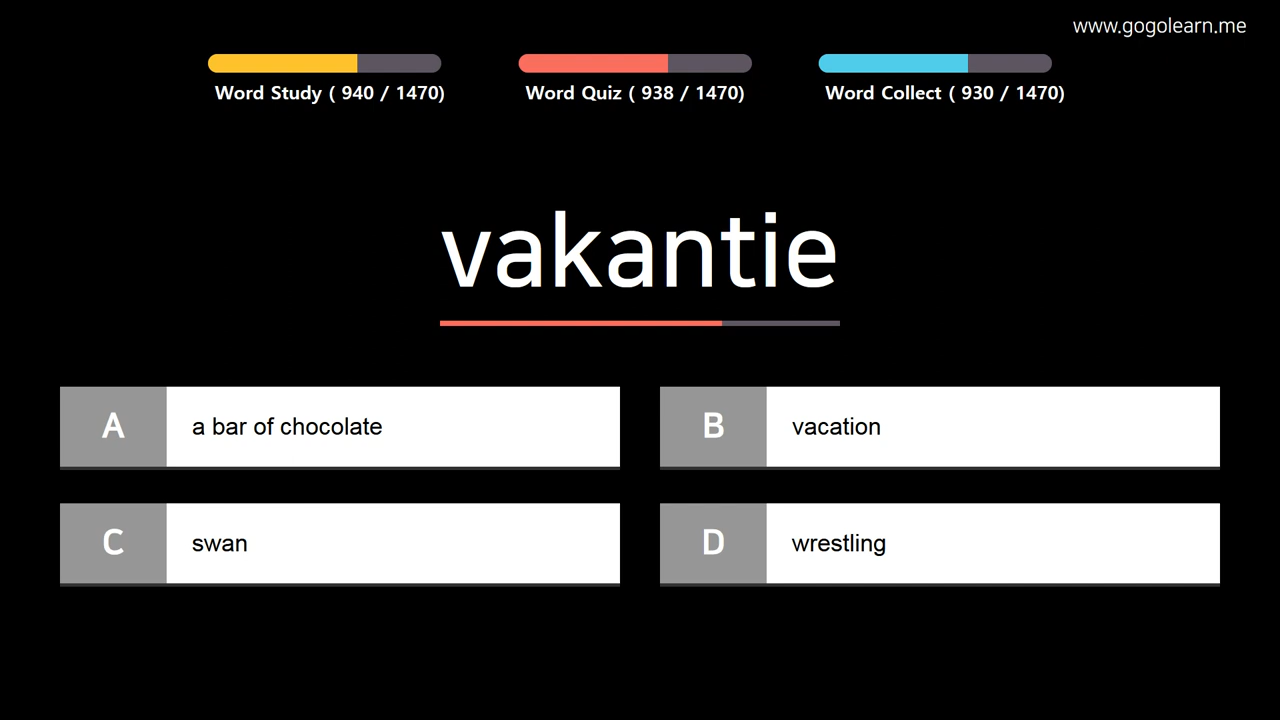 www.gogolearn.me
Word Study ( 940 / 1470)
Word Quiz ( 938 / 1470)
Word Collect ( 930 / 1470)
vakantie
A
a bar of chocolate
B
vacation
C
swan
D
wrestling